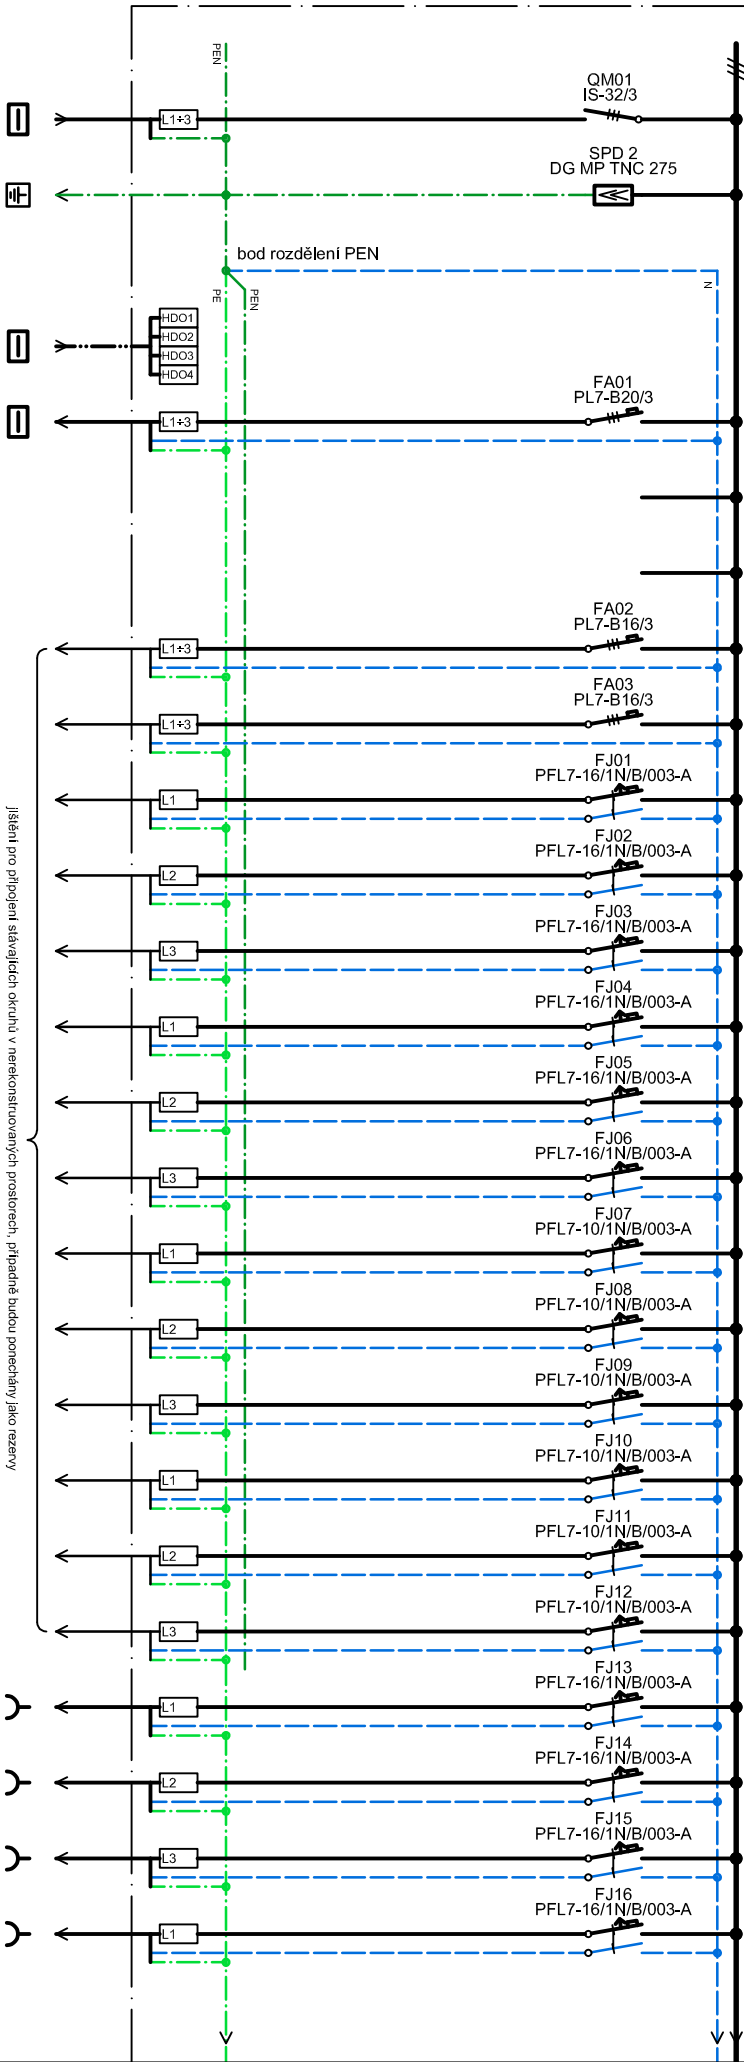 PEN
QM01
IS-32/3
L1÷3
SPD 2
DG MP TNC 275
bod rozdělení PEN
PE
PEN
N
HDO1
HDO2
HDO3
HDO4
FA01
PL7-B20/3
L1÷3
FA02
PL7-B16/3
L1÷3
FA03
PL7-B16/3
L1÷3
FJ01
PFL7-16/1N/B/003-A
L1
FJ02
PFL7-16/1N/B/003-A
L2
FJ03
PFL7-16/1N/B/003-A
L3
FJ04
PFL7-16/1N/B/003-A
L1
FJ05
PFL7-16/1N/B/003-A
L2
FJ06
PFL7-16/1N/B/003-A
L3
FJ07
PFL7-10/1N/B/003-A
L1
FJ08
PFL7-10/1N/B/003-A
L2
FJ09
PFL7-10/1N/B/003-A
L3
FJ10
PFL7-10/1N/B/003-A
L1
FJ11
PFL7-10/1N/B/003-A
L2
FJ12
PFL7-10/1N/B/003-A
L3
jištění pro připojení stávajících okruhů v nerekonstruovaných prostorech, případně budou ponechány jako rezervy
FJ13
PFL7-16/1N/B/003-A
L1
FJ14
PFL7-16/1N/B/003-A
L2
FJ15
PFL7-16/1N/B/003-A
L3
FJ16
PFL7-16/1N/B/003-A
L1